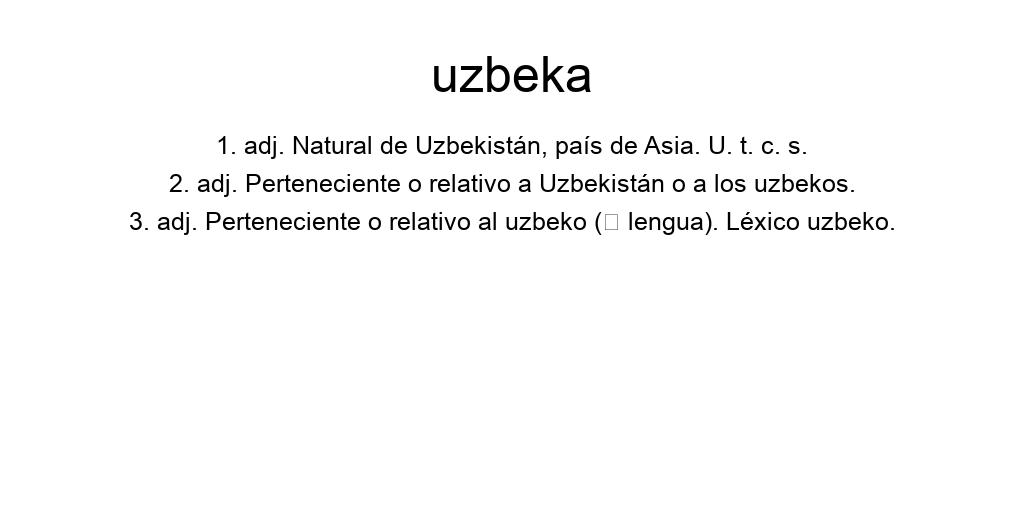 uzbeka
1. adj. Natural de Uzbekistán, país de Asia. U. t. c. s.
2. adj. Perteneciente o relativo a Uzbekistán o a los uzbekos.
3. adj. Perteneciente o relativo al uzbeko (□ lengua). Léxico uzbeko.